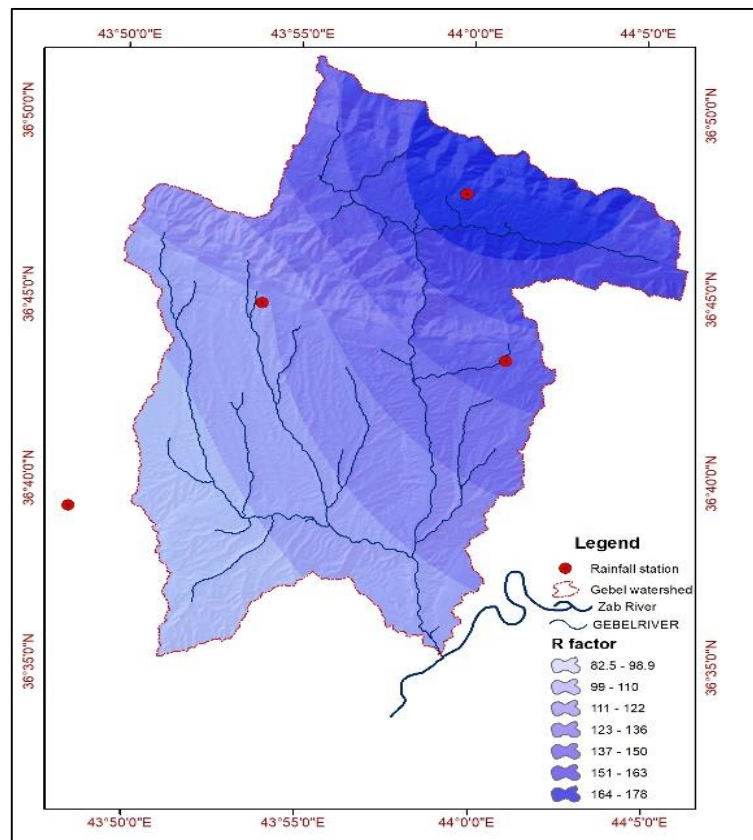 43°50'0"E 43°55'0"E 44°0'0"E 44°5'0"E
36°50'0"N 36°50'0"N
36°45'0"N 36°45'0"N
36°40'0"N 36°40'0"N
36°35'0"N 36°35'0"N
Legend
Rainfall station
Gebel watershed
Zab River
GEBELRIVER
R factor
82.5 - 98.9
99 - 110
111 - 122
123 - 136
137 - 150
151 - 163
164 - 178
43°50'0"E 43°55'0"E 44°0'0"E 44°5'0"E